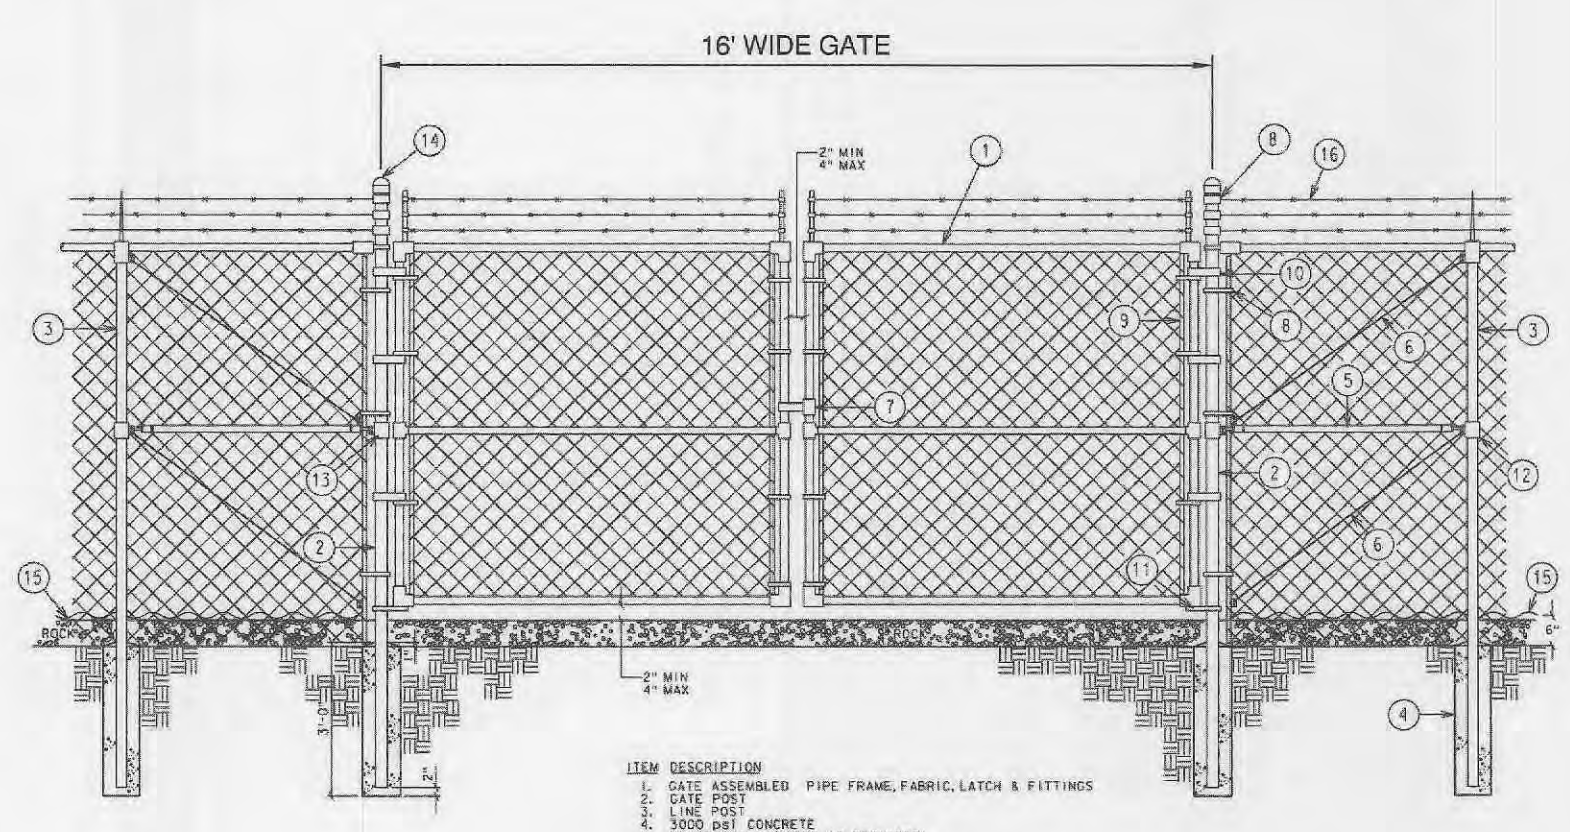 16' WIDE GATE
14
2" MIN
4" MAX
1
8
16
3
10
8
9
6
3
5
7
13
2
12
2
6
11
15
15
ROCK
ROCK
6"
1"
2" MIN
4" MAX
3'-0"
4
2"
ITEM DESCRIPTION
1. GATE ASSEMBLED PIPE FRAME, FABRIC, LATCH & FITTINGS
2. GATE POST
3. LINE POST
4. 3000 psi CONCRETE